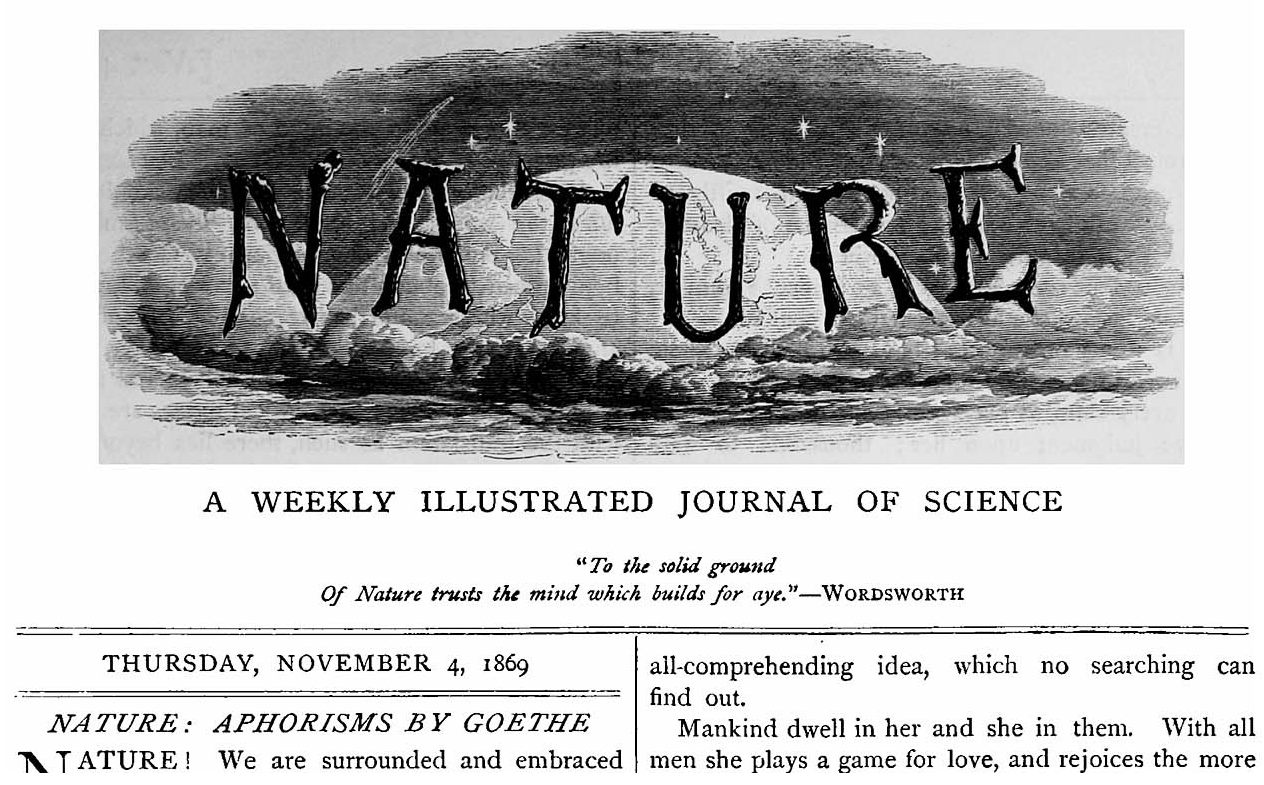 NATURE
A WEEKLY ILLUSTRATED JOURNAL OF SCIENCE
"To the solid ground
Of Nature trusts the mind which builds for aye."—WORDSWORTH
THURSDAY, NOVEMBER 4, 1869
NATURE: APHORISMS BY GOETHE
NATURE! We are surrounded and embraced
all-comprehending idea, which no searching can
find out.
Mankind dwell in her and she in them. With all
men she plays a game for love, and rejoices the more